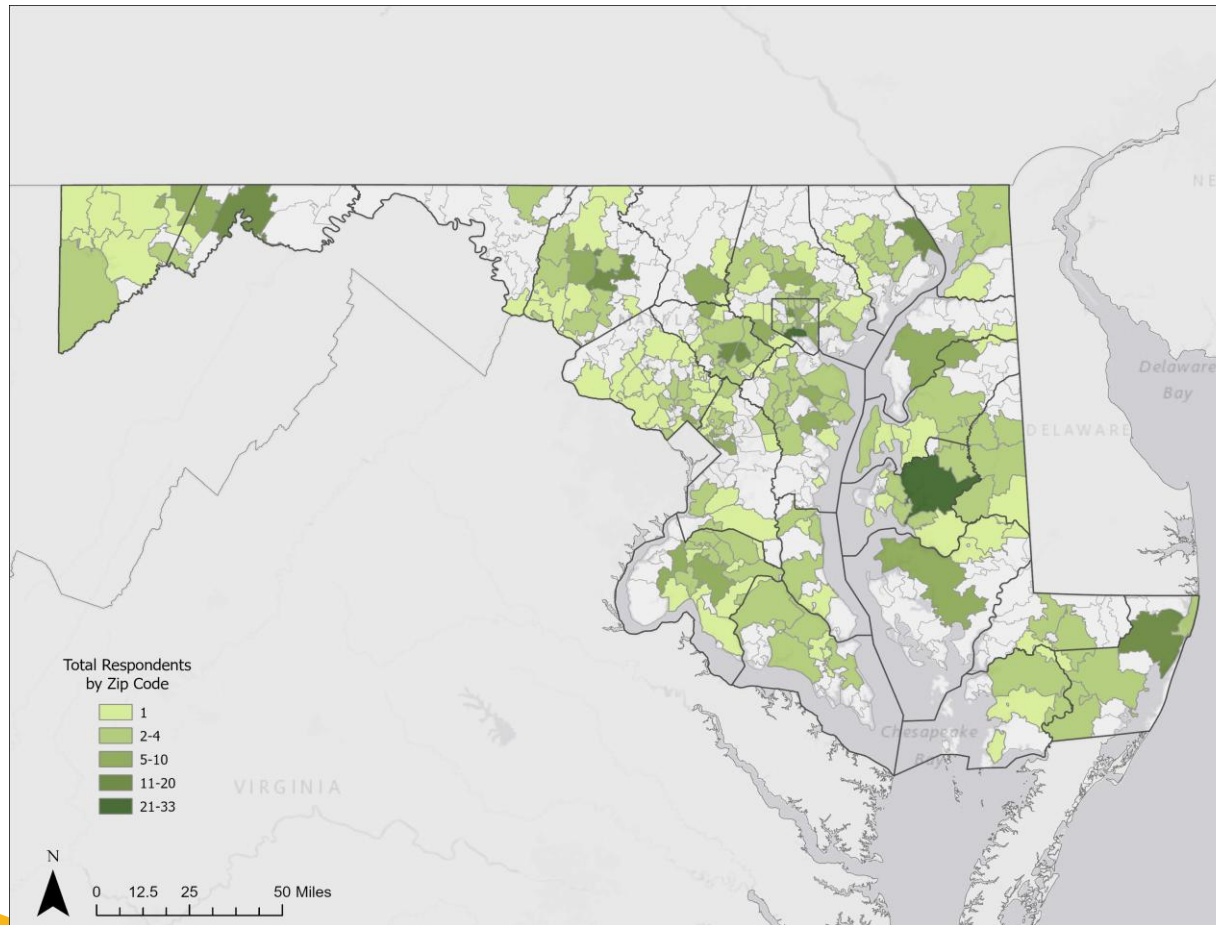 NE
Delaware
Bay
DELAWARE
Total Respondents
by Zip Code
1
2-4
5-10
11-20
21-33
Chesapeake
Bay
VIRGINIA
N
0 12.5 25 50 Miles